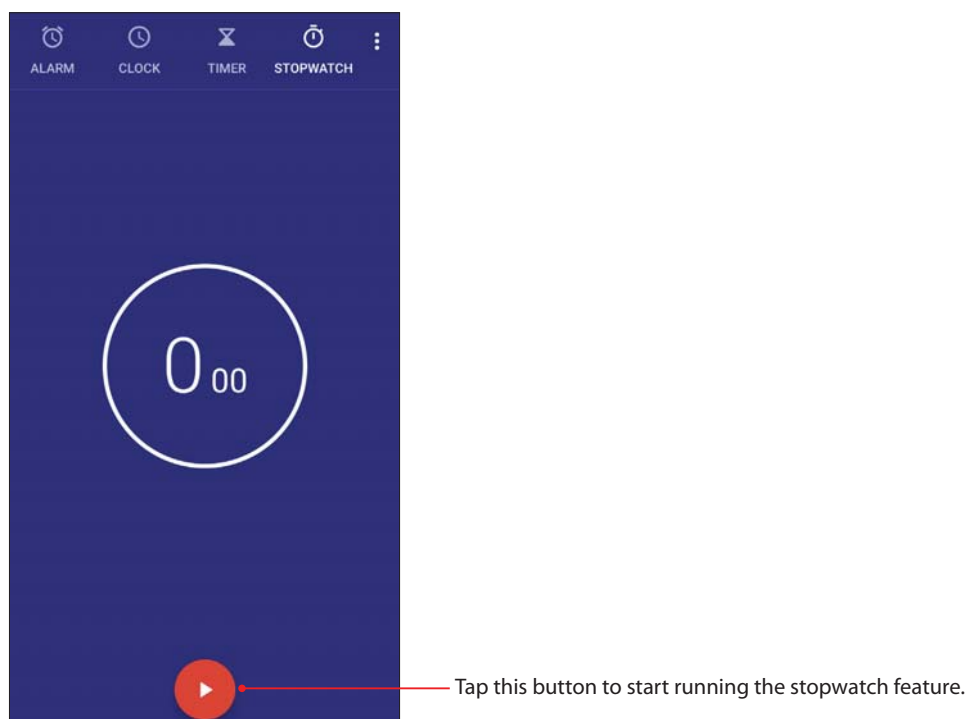 ALARM CLOCK TIMER STOPWATCH
0 00
Tap this button to start running the stopwatch feature.